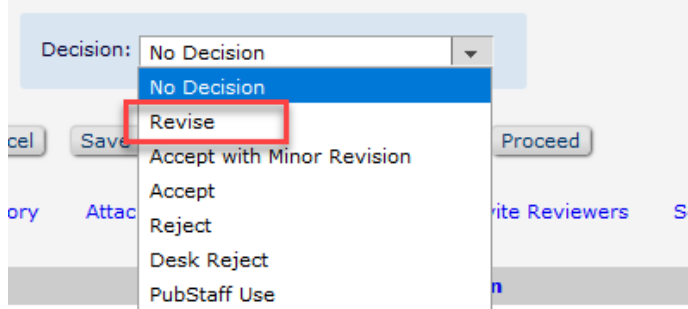 Decision: No Decision
No Decision
Revise
Save
Proceed
Accept with Minor Revision
Accept
Reviewers
Reject
Desk Reject
PubStaff Use